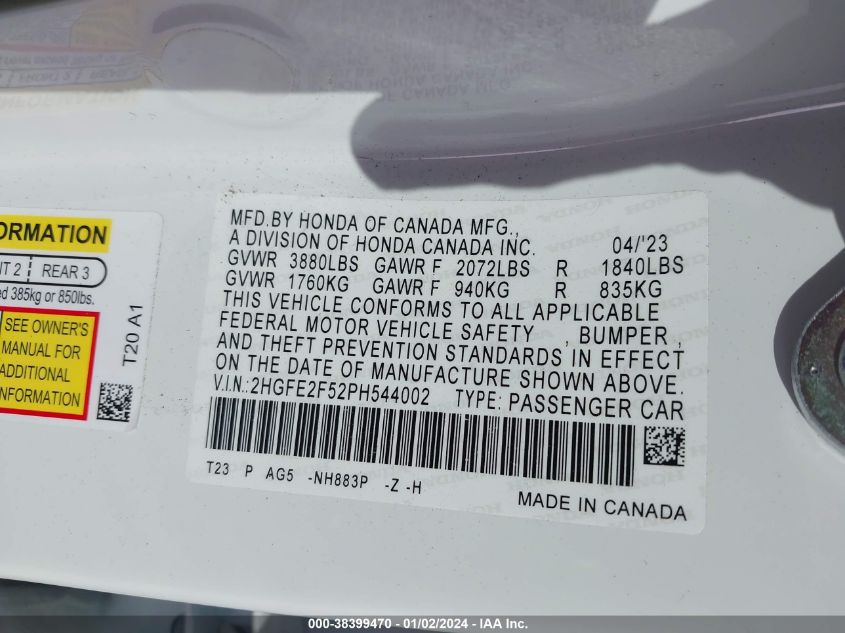 ORMATION
IT 2 REAR 3
ed 385kg or 850lbs.
SEE OWNER'S
MANUAL FOR
ADDITIONAL
INFORMATION
T20 A1
MFD.BY HONDA OF CANADA MFG.,
A DIVISION OF HONDA CANADA INC. 04/'23
GVWR 3880LBS GAWR F 2072LBS R 1840LBS
GVWR 1760KG GAWR F 940KG R 835KG
THIS VEHICLE CONFORMS TO ALL APPLICABLE
FEDERAL MOTOR VEHICLE SAFETY , BUMPER ,
AND THEFT PREVENTION STANDARDS IN EFFECT
ON THE DATE OF MANUFACTURE SHOWN ABOVE.
V.I.N.:2HGFE2F52PH544002 TYPE: PASSENGER CAR
T23 P AG5 -NH883P -Z -H
MADE IN CANADA
000-38399470 - 01/02/2024 - IAA Inc.